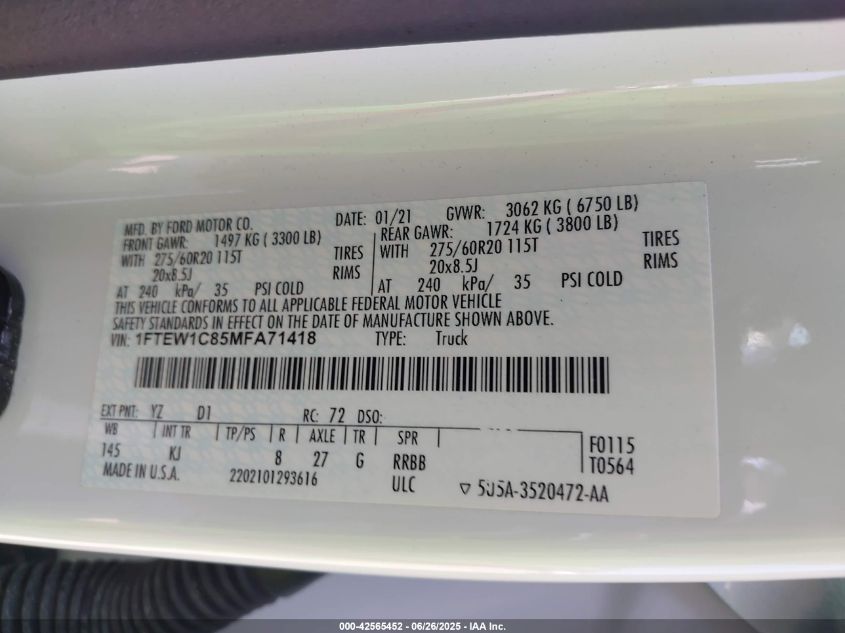 MFD. BY FORD MOTOR CO. DATE: 01/21 GVWR: 3062 KG ( 6750 LB)
FRONT GAWR: 1497 KG ( 3300 LB) REAR GAWR: 1724 KG ( 3800 LB)
WITH 275/60R20 115T TIRES WITH 275/60R20 115T TIRES
20x8.5J RIMS 20x8.5J RIMS
AT 240 kPa/ 35 PSI COLD AT 240 kPa/ 35 PSI COLD
THIS VEHICLE CONFORMS TO ALL APPLICABLE FEDERAL MOTOR VEHICLE
SAFETY STANDARDS IN EFFECT ON THE DATE OF MANUFACTURE SHOWN ABOVE.
VIN: 1FTEW1C85MFA71418 TYPE: Truck
EXT PNT: YZ D1 RC: 72 DSO:
WB INT TR TP/PS R AXLE TR SPR F0115
145 KJ 8 27 G RRBB T0564
MADE IN U.S.A. 2202101293616 ULC ▽ 5U5A-3520472-AA
000-42565452 - 06/26/2025 - IAA Inc.